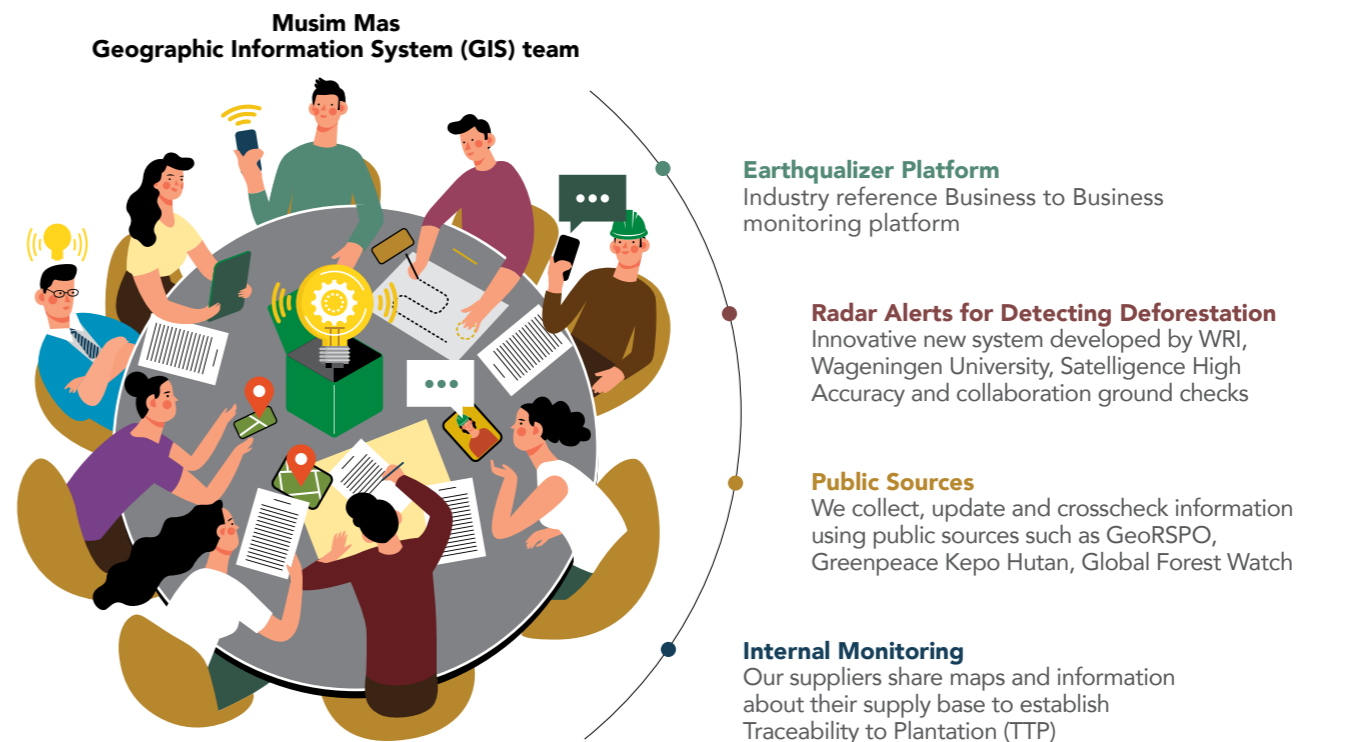 Musim Mas
Geographic Information System (GIS) team
Earthqualizer Platform
Industry reference Business to Business
monitoring platform
Radar Alerts for Detecting Deforestation
Innovative new system developed by WRI,
Wageningen University, Satelligence High
Accuracy and collaboration ground checks
Public Sources
We collect, update and crosscheck information
using public sources such as GeoRSPO,
Greenpeace Kepo Hutan, Global Forest Watch
Internal Monitoring
Our suppliers share maps and information
about their supply base to establish
Traceability to Plantation (TTP)